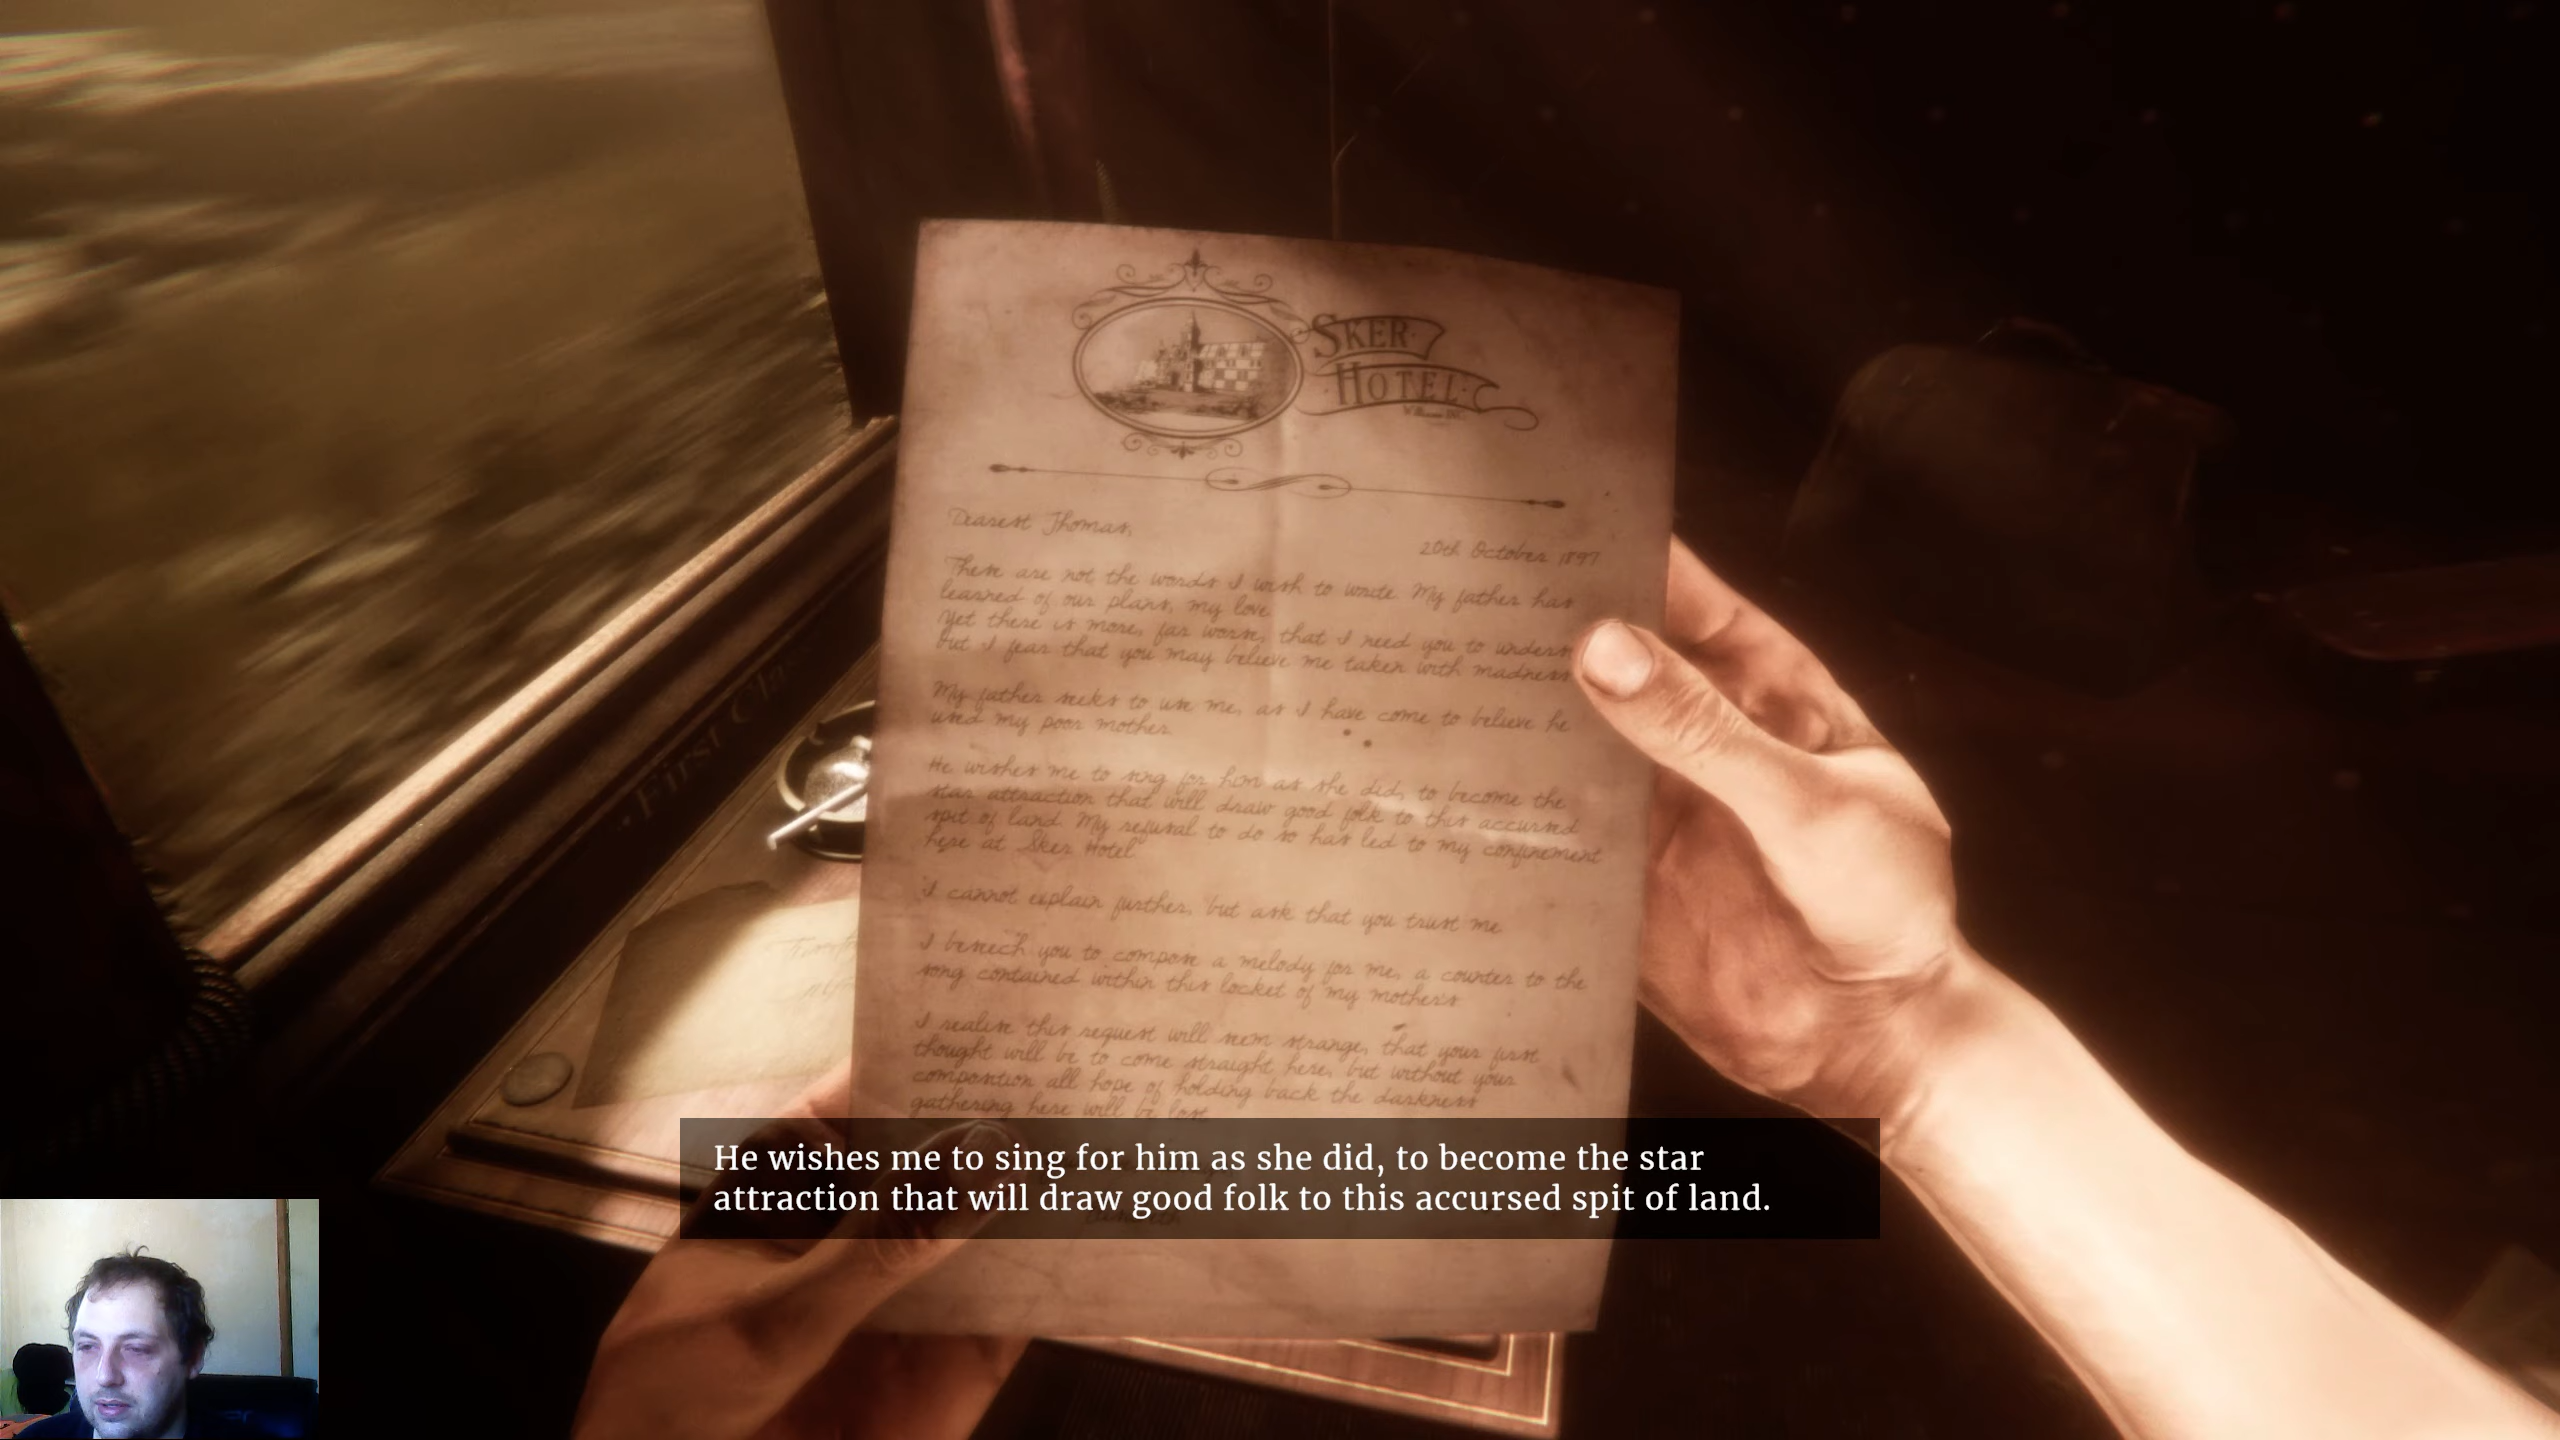 SKER
HOTEL
Dearest Thomas,
20th October 1897
These are not the words I wish to write. My father has
learned of our plans, my love
Yet there is more, far worse, that I need you to unders
but I fear that you may believe me taken with madness
My father seeks to use me, as I have come to believe he
used my poor mother
He wishes me to sing for him as she did, to become the
star attraction that will draw good folk to this accursed
spit of land. My refusal to do so has led to my confinement
here at Sker Hotel
I cannot explain further, but ask that you trust me
I beseech you to compose a melody for me, a counter to the
song contained within this locket of my mother's
I realise this request will seem strange, that your first
thought will be to come straight here, but without your
composition all hope of holding back the darkness
gathering here will be lost
First Cla
He wishes me to sing for him as she did, to become the star
attraction that will draw good folk to this accursed spit of land.